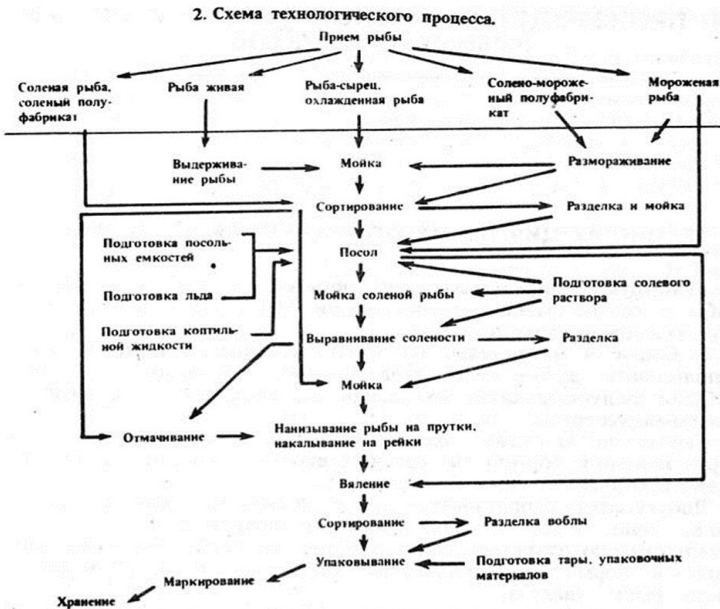 2. Схема технологического процесса.
Прием рыбы
Соленая рыба,
соленый полу-
фабрикат
Рыба живая
Рыба-сырец,
охлажденная рыба
Солено-мороже-
ный полуфабри-
кат
Мороженая
рыба
Выдержива-
ние рыбы
Мойка
Размораживание
Сортирование
Разделка и мойка
Подготовка посоль-
ных емкостей
Посол
Подготовка льда
Мойка соленой рыбы
Подготовка солевого
раствора
Подготовка коптиль-
ной жидкости
Выравнивание солености
Разделка
Мойка
Отмачивание
Нанизывание рыбы на прутки,
накалывание на рейки
Вяление
Сортирование
Разделка воблы
Упаковывание
Подготовка тары, упаковочных
материалов
Маркирование
Хранение